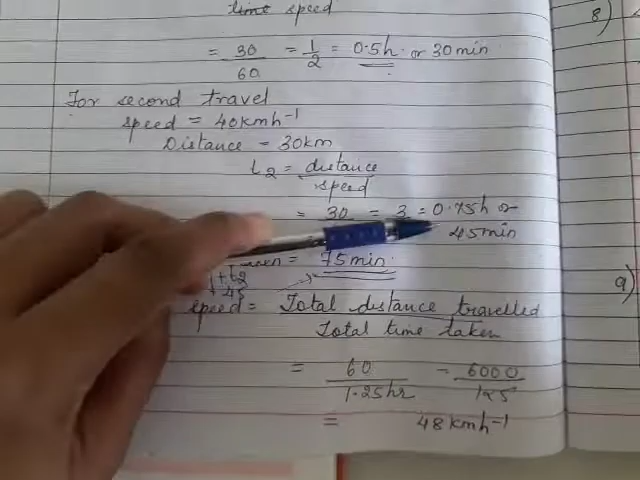 time speed
8)
= 30/60 = 1/2 = 0.5h or 30min
For second travel
speed = 40kmh⁻¹
Distance = 30km
t₂ = distance/speed
= 30 = 3 = 0.75h or
45min
= 75min.
t₂
9)
speed = Total distance travelled
Total time taken
= 60/1.25hr = 6000/125
= 48kmh⁻¹